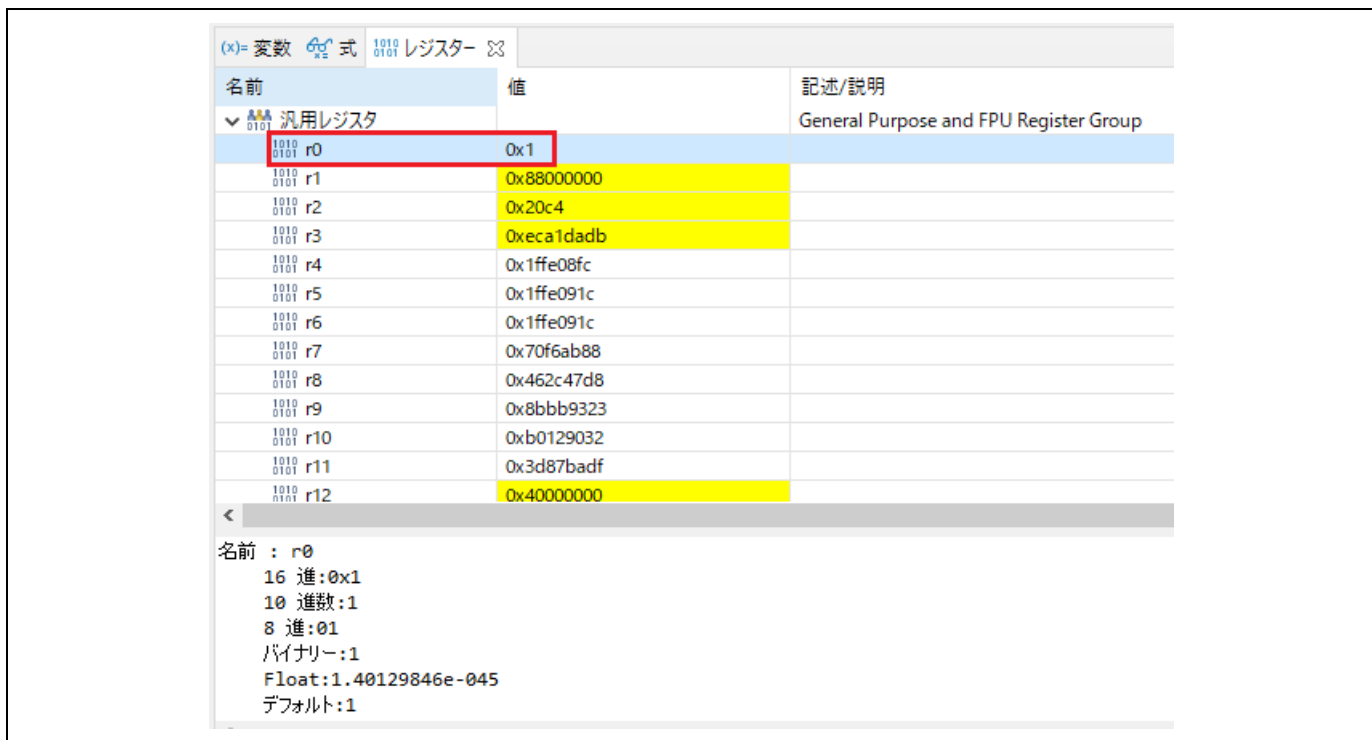 (x)= 変数 式 レジスター
名前 値 記述/説明
汎用レジスタ General Purpose and FPU Register Group
r0 0x1
r1 0x88000000
r2 0x20c4
r3 0xeca1dadb
r4 0x1ffe08fc
r5 0x1ffe091c
r6 0x1ffe091c
r7 0x70f6ab88
r8 0x462c47d8
r9 0x8bbb9323
r10 0xb0129032
r11 0x3d87badf
r12 0x40000000
名前 : r0
16 進:0x1
10 進数:1
8 進:01
バイナリー:1
Float:1.40129846e-045
デフォルト:1